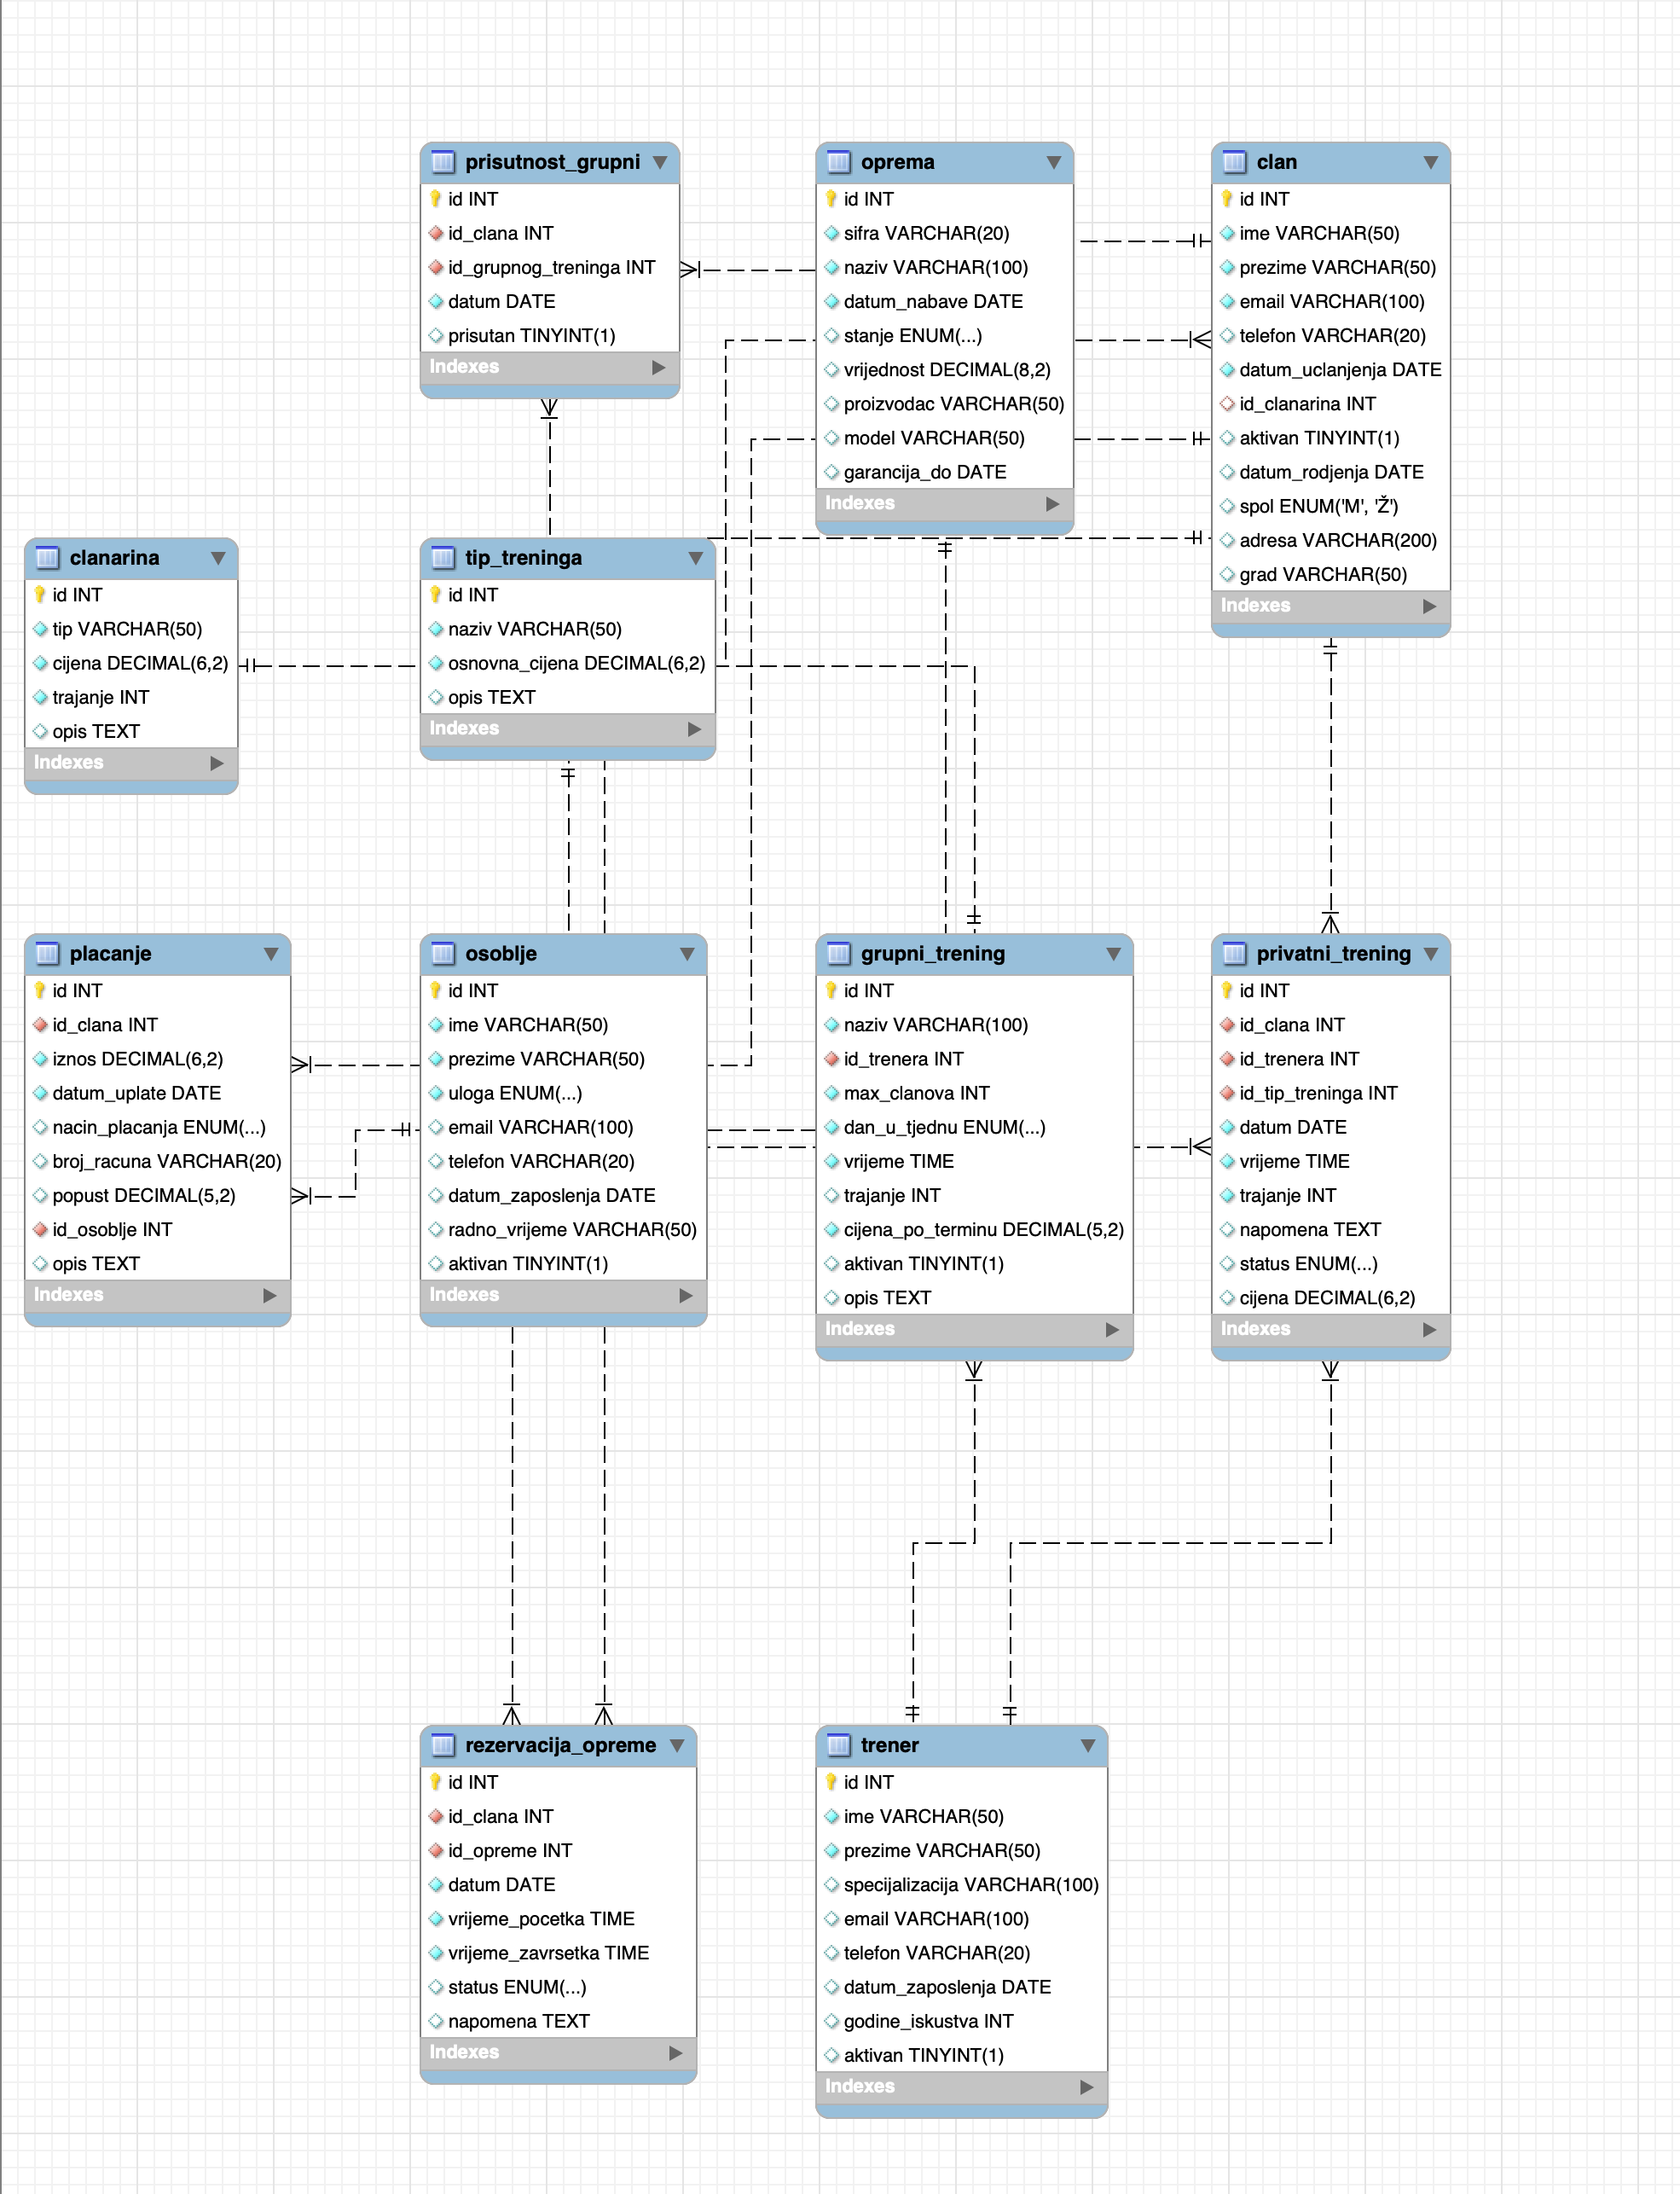 prisutnost_grupni
id INT
id_clana INT
id_grupnog_treninga INT
datum DATE
prisutan TINYINT(1)
Indexes
oprema
id INT
sifra VARCHAR(20)
naziv VARCHAR(100)
datum_nabave DATE
stanje ENUM(...)
vrijednost DECIMAL(8,2)
proizvodac VARCHAR(50)
model VARCHAR(50)
garancija_do DATE
Indexes
clan
id INT
ime VARCHAR(50)
prezime VARCHAR(50)
email VARCHAR(100)
telefon VARCHAR(20)
datum_uclanjenja DATE
id_clanarina INT
aktivan TINYINT(1)
datum_rodjenja DATE
spol ENUM('M', 'Ž')
adresa VARCHAR(200)
grad VARCHAR(50)
Indexes
clanarina
id INT
tip VARCHAR(50)
cijena DECIMAL(6,2)
trajanje INT
opis TEXT
Indexes
tip_treninga
id INT
naziv VARCHAR(50)
osnovna_cijena DECIMAL(6,2)
opis TEXT
Indexes
placanje
id INT
id_clana INT
iznos DECIMAL(6,2)
datum_uplate DATE
nacin_placanja ENUM(...)
broj_racuna VARCHAR(20)
popust DECIMAL(5,2)
id_osoblje INT
opis TEXT
Indexes
osoblje
id INT
ime VARCHAR(50)
prezime VARCHAR(50)
uloga ENUM(...)
email VARCHAR(100)
telefon VARCHAR(20)
datum_zaposlenja DATE
radno_vrijeme VARCHAR(50)
aktivan TINYINT(1)
Indexes
grupni_trening
id INT
naziv VARCHAR(100)
id_trenera INT
max_clanova INT
dan_u_tjednu ENUM(...)
vrijeme TIME
trajanje INT
cijena_po_terminu DECIMAL(5,2)
aktivan TINYINT(1)
opis TEXT
Indexes
privatni_trening
id INT
id_clana INT
id_trenera INT
id_tip_treninga INT
datum DATE
vrijeme TIME
trajanje INT
napomena TEXT
status ENUM(...)
cijena DECIMAL(6,2)
Indexes
rezervacija_opreme
id INT
id_clana INT
id_opreme INT
datum DATE
vrijeme_pocetka TIME
vrijeme_zavrsetka TIME
status ENUM(...)
napomena TEXT
Indexes
trener
id INT
ime VARCHAR(50)
prezime VARCHAR(50)
specijalizacija VARCHAR(100)
email VARCHAR(100)
telefon VARCHAR(20)
datum_zaposlenja DATE
godine_iskustva INT
aktivan TINYINT(1)
Indexes